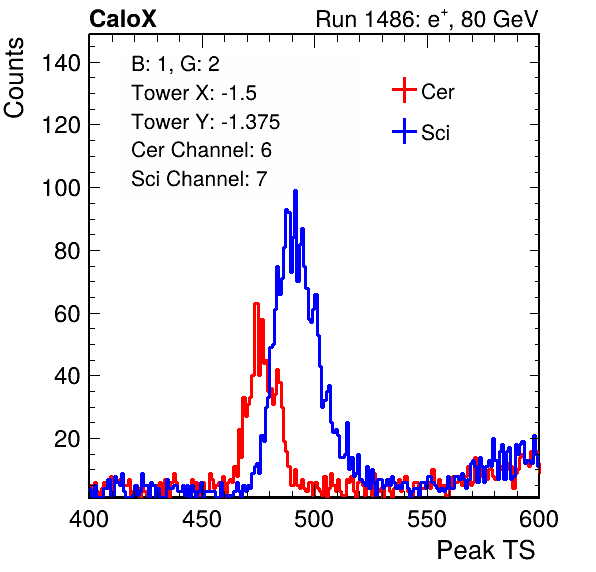 CaloX
Run 1486: e+, 80 GeV
B: 1, G: 2
Tower X: -1.5
Tower Y: -1.375
Cer Channel: 6
Sci Channel: 7
Cer
Sci
Counts
140
120
100
80
60
40
20
400 450 500 550 600
Peak TS